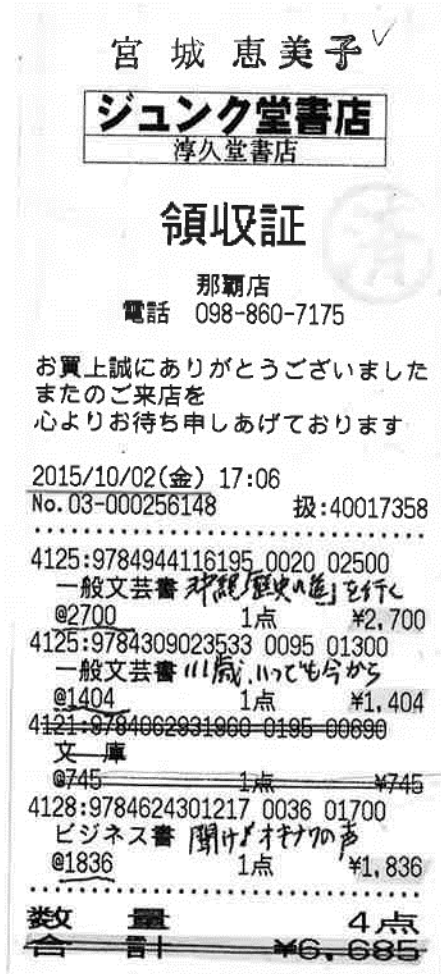 宮城 恵美子
ジュンク堂書店
淳久堂書店
領収証
済
那覇店
電話 098-860-7175
お買上誠にありがとうございました
またのご来店を
心よりお待ち申しあげております
2015/10/02(金) 17:06
No.03-000256148 扱:40017358
4125:9784944116195 0020 02500
一般文芸書 沖縄「歴史の道」を行く
@2700 1点 ¥2,700
4125:9784309023533 0095 01300
一般文芸書 111歳、いつでも今から
@1404 1点 ¥1,404
4121:9784062931960 0195 00690
文 庫
@745 1点 ¥745
4128:9784624301217 0036 01700
ビジネス書 聞け!オキナワの声
@1836 1点 ¥1,836
数 量 4点
合 計 ¥6,685